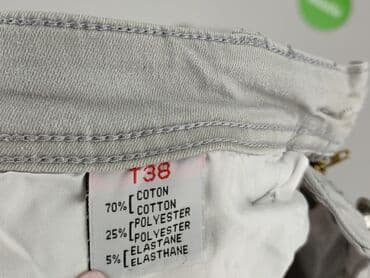 T38
70% [ COTON
COTTON
25% [ POLYESTER
POLYESTER
5% [ ELASTANE
ELASTHANE